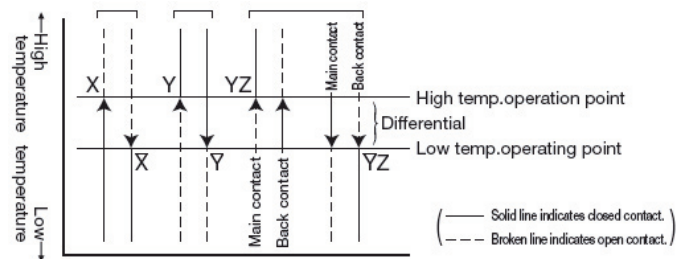 ←High temperature
Low→ temperature
X
X̄
Y
Ȳ
YZ
Main contact
Back contact
Main contact
Back contact
ȲZ
High temp.operation point
Differential
Low temp.operating point
Solid line indicates closed contact.
Broken line indicates open contact.